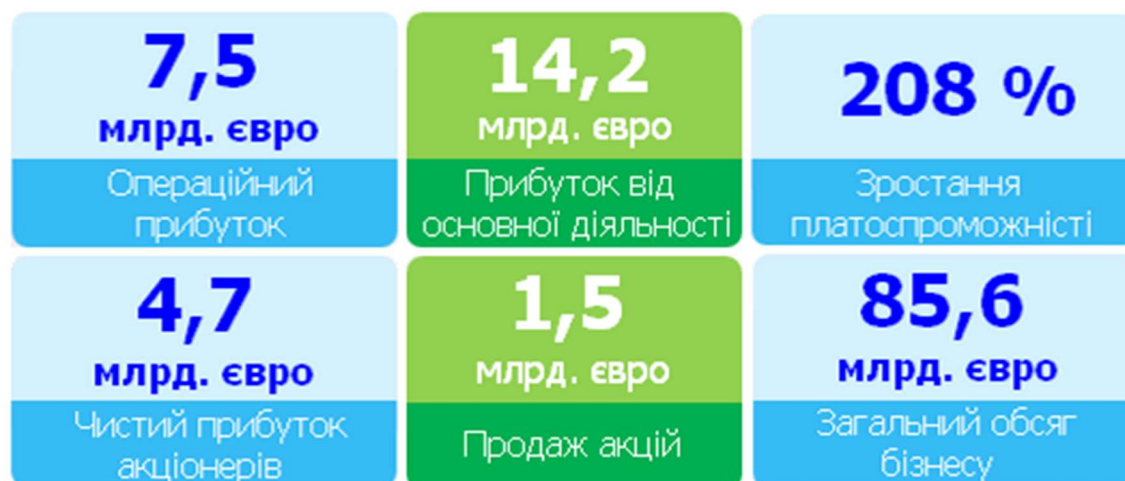 7,5
млрд. євро
Операційний
прибуток
14,2
млрд. євро
Прибуток від
основної діяльності
208 %
Зростання
платоспроможністі
4,7
млрд. євро
Чистий прибуток
акціонерів
1,5
млрд. євро
Продаж акцій
85,6
млрд. євро
Загальний обсяг
бізнесу